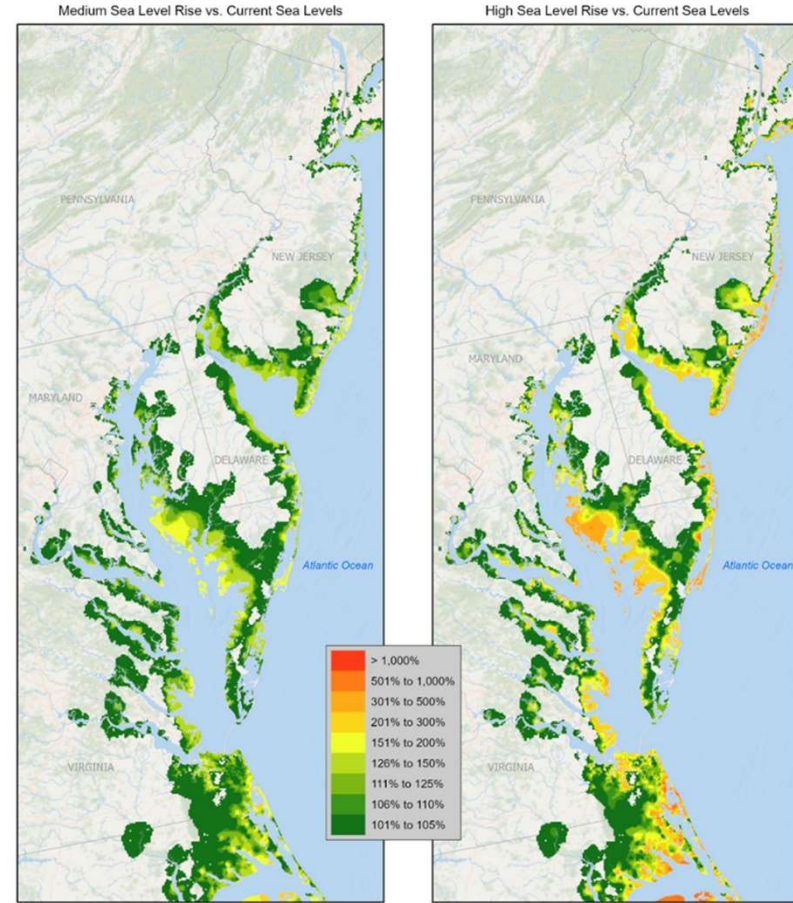 Medium Sea Level Rise vs. Current Sea Levels
High Sea Level Rise vs. Current Sea Levels
PENNSYLVANIA
NEW JERSEY
MARYLAND
DELAWARE
Atlantic Ocean
VIRGINIA
PENNSYLVANIA
NEW JERSEY
MARYLAND
DELAWARE
Atlantic Ocean
VIRGINIA
> 1,000%
501% to 1,000%
301% to 500%
201% to 300%
151% to 200%
126% to 150%
111% to 125%
106% to 110%
101% to 105%